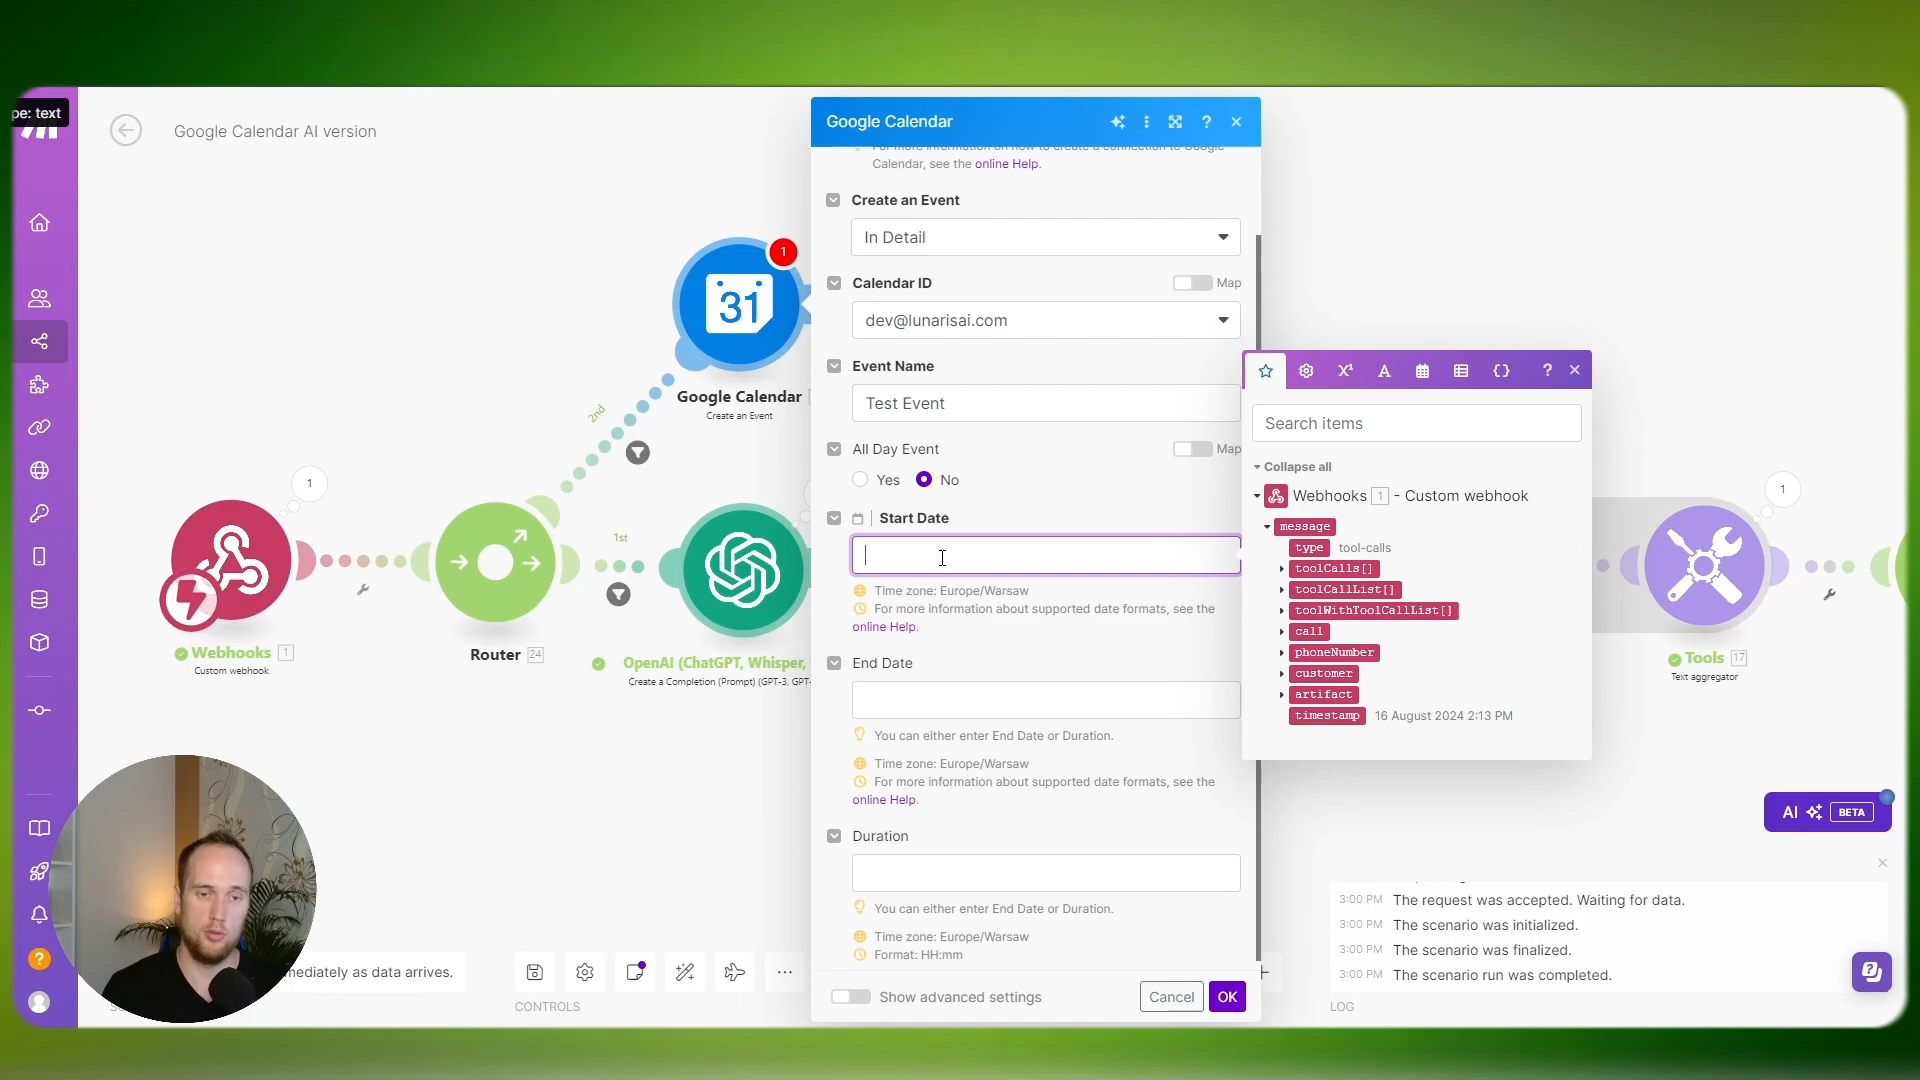 pe: text
Google Calendar AI version
Google Calendar
Calendar, see the online Help.
Create an Event
In Detail
Calendar ID
Map
dev@lunarisai.com
Event Name
Test Event
All Day Event
Map
Yes
No
Start Date
Time zone: Europe/Warsaw
For more information about supported date formats, see the
online Help.
End Date
You can either enter End Date or Duration.
Time zone: Europe/Warsaw
For more information about supported date formats, see the
online Help.
Duration
You can either enter End Date or Duration.
Time zone: Europe/Warsaw
Format: HH:mm
Show advanced settings
Cancel
OK
Search items
Collapse all
Webhooks 1 - Custom webhook
message
type tool-calls
toolCalls[]
toolCallList[]
toolWithToolCallList[]
call
phoneNumber
customer
artifact
timestamp 16 August 2024 2:13 PM
31
1
Google Calendar
Create an Event
2nd
1
Webhooks 1
Custom webhook
Router 24
1st
OpenAI (ChatGPT, Whisper,
Create a Completion (Prompt) (GPT-3, GPT-
1
Tools 17
Text aggregator
AI BETA
3:00 PM The request was accepted. Waiting for data.
3:00 PM The scenario was initialized.
3:00 PM The scenario was finalized.
3:00 PM The scenario run was completed.
LOG
mediately as data arrives.
CONTROLS